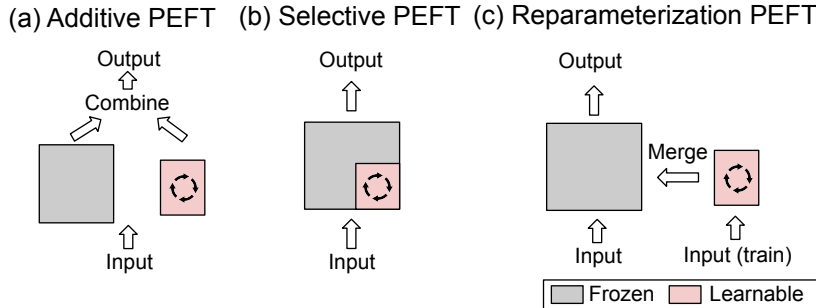 (a) Additive PEFT
Output
Combine
Input
(b) Selective PEFT
Output
Input
(c) Reparameterization PEFT
Output
Merge
Input
Input (train)
Frozen
Learnable